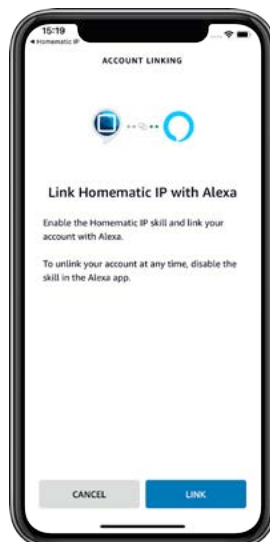 15:19
Homematic IP
ACCOUNT LINKING
Link Homematic IP with Alexa
Enable the Homematic IP skill and link your
account with Alexa.
To unlink your account at any time, disable the
skill in the Alexa app.
CANCEL LINK